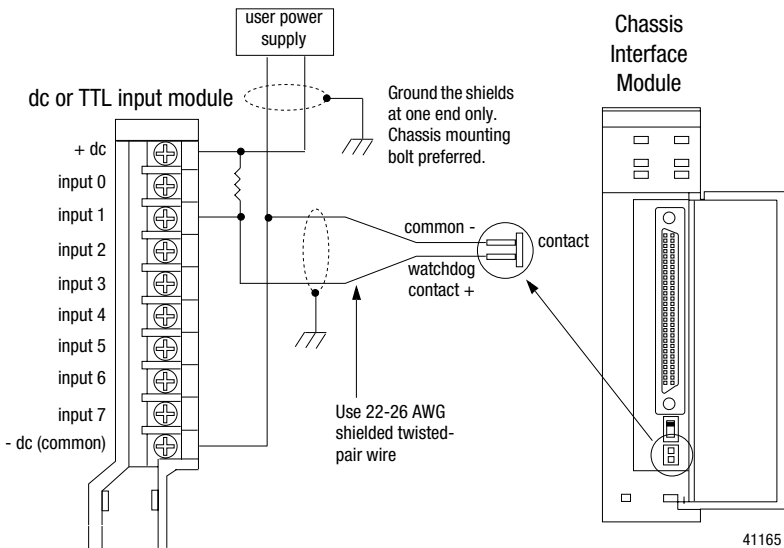 user power
supply
Chassis
Interface
Module
dc or TTL input module
Ground the shields
at one end only.
Chassis mounting
bolt preferred.
+ dc
input 0
input 1
input 2
input 3
input 4
input 5
input 6
input 7
- dc (common)
common -
watchdog
contact +
contact
Use 22-26 AWG
shielded twisted-
pair wire
41165